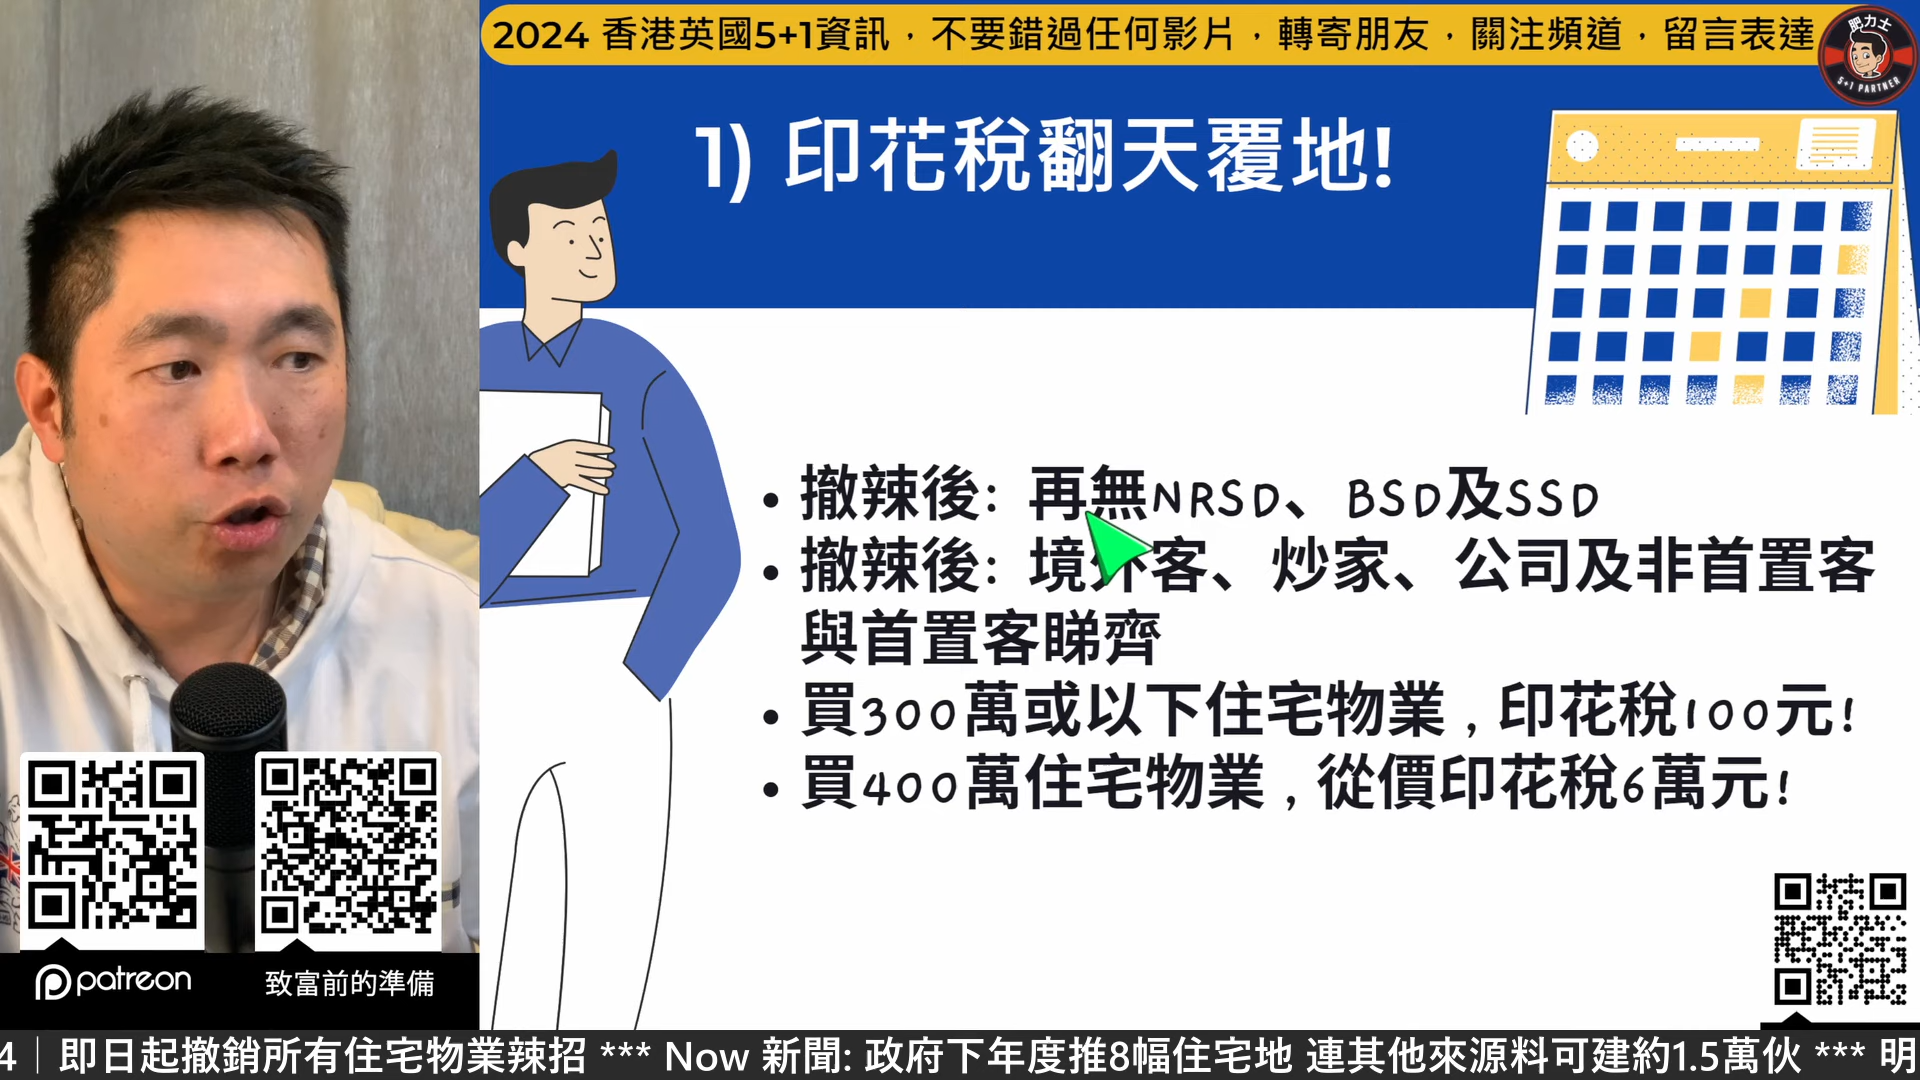 2024 香港英國5+1資訊，不要錯過任何影片，轉寄朋友，關注頻道，留言表達
肥力士
5+1 PARTNER
1) 印花稅翻天覆地!
• 撤辣後: 再無NRSD、BSD及SSD
• 撤辣後: 境外客、炒家、公司及非首置客
與首置客睇齊
• 買300萬或以下住宅物業 , 印花稅100元!
• 買400萬住宅物業 , 從價印花稅6萬元!
patreon
致富前的準備
4｜即日起撤銷所有住宅物業辣招 *** Now 新聞: 政府下年度推8幅住宅地 連其他來源料可建約1.5萬伙 *** 明